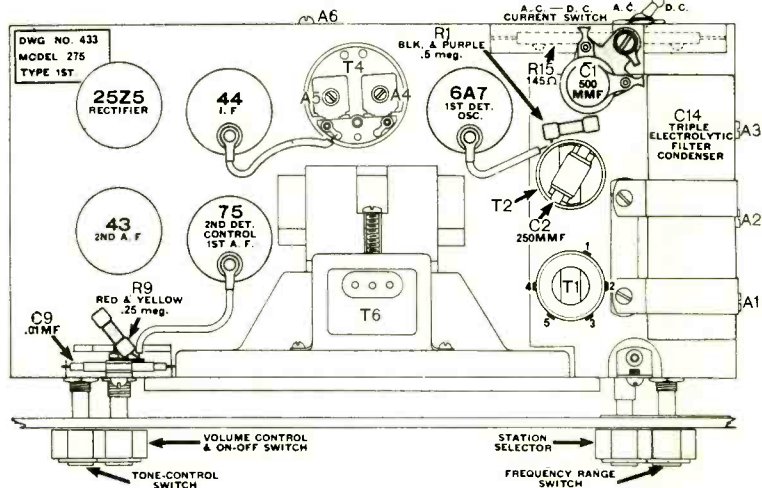 A6
A.C. — D.C.
CURRENT SWITCH
A.C.
D.C.
DWG NO. 433
MODEL 275
TYPE 1ST
R1
BLK. & PURPLE
.5 meg.
T4
A5
A4
R15
145Ω
C1
500
MMF
25Z5
RECTIFIER
44
I. F
6A7
1ST DET.
OSC.
C14
TRIPLE
ELECTROLYTIC
FILTER
CONDENSER
A3
T2
C2
250MMF
A2
43
2ND A. F
75
2ND DET.
CONTROL
1ST A. F.
R9
RED & YELLOW
.25 meg.
C9
.01MF
T6
1
4
T1
2
5
3
A1
VOLUME CONTROL
& ON-OFF SWITCH
STATION
SELECTOR
TONE-CONTROL
SWITCH
FREQUENCY RANGE
SWITCH